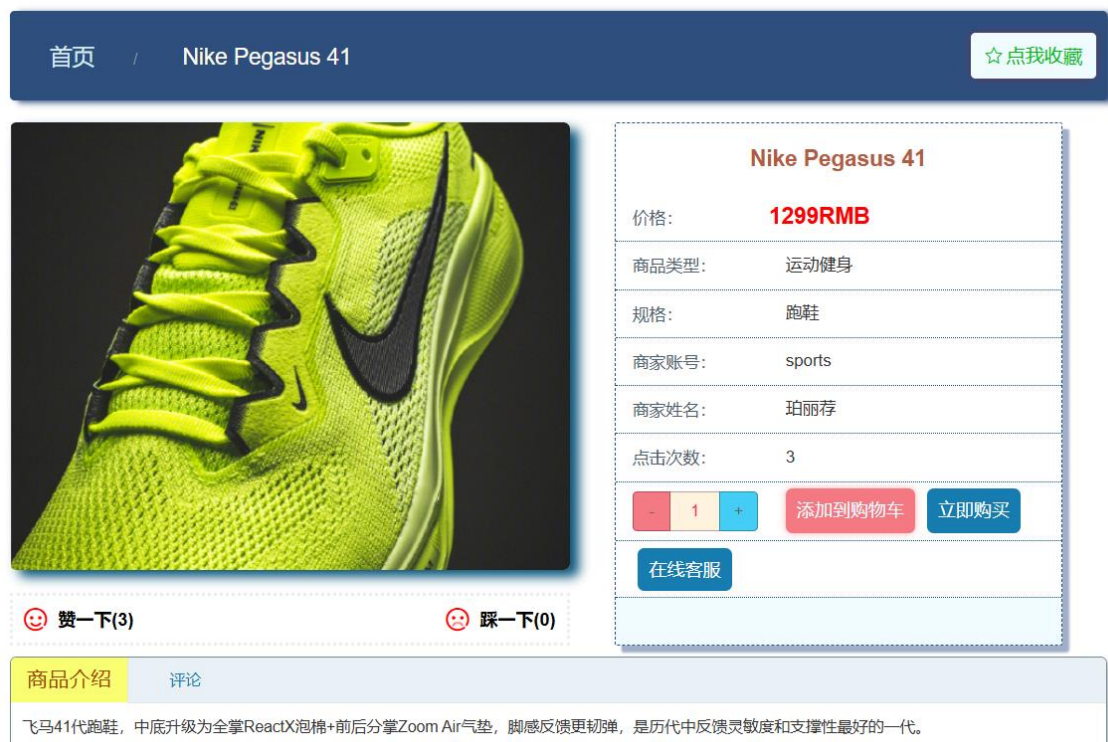 首页 / Nike Pegasus 41
☆点我收藏
Nike Pegasus 41
价格： 1299RMB
商品类型： 运动健身
规格： 跑鞋
商家账号： sports
商家姓名： 珀丽荐
点击次数： 3
- 1 + 添加到购物车 立即购买
在线客服
赞一下(3) 踩一下(0)
商品介绍 评论
飞马41代跑鞋，中底升级为全掌ReactX泡棉+前后分掌Zoom Air气垫，脚感反馈更韧弹，是历代中反馈灵敏度和支撑性最好的一代。